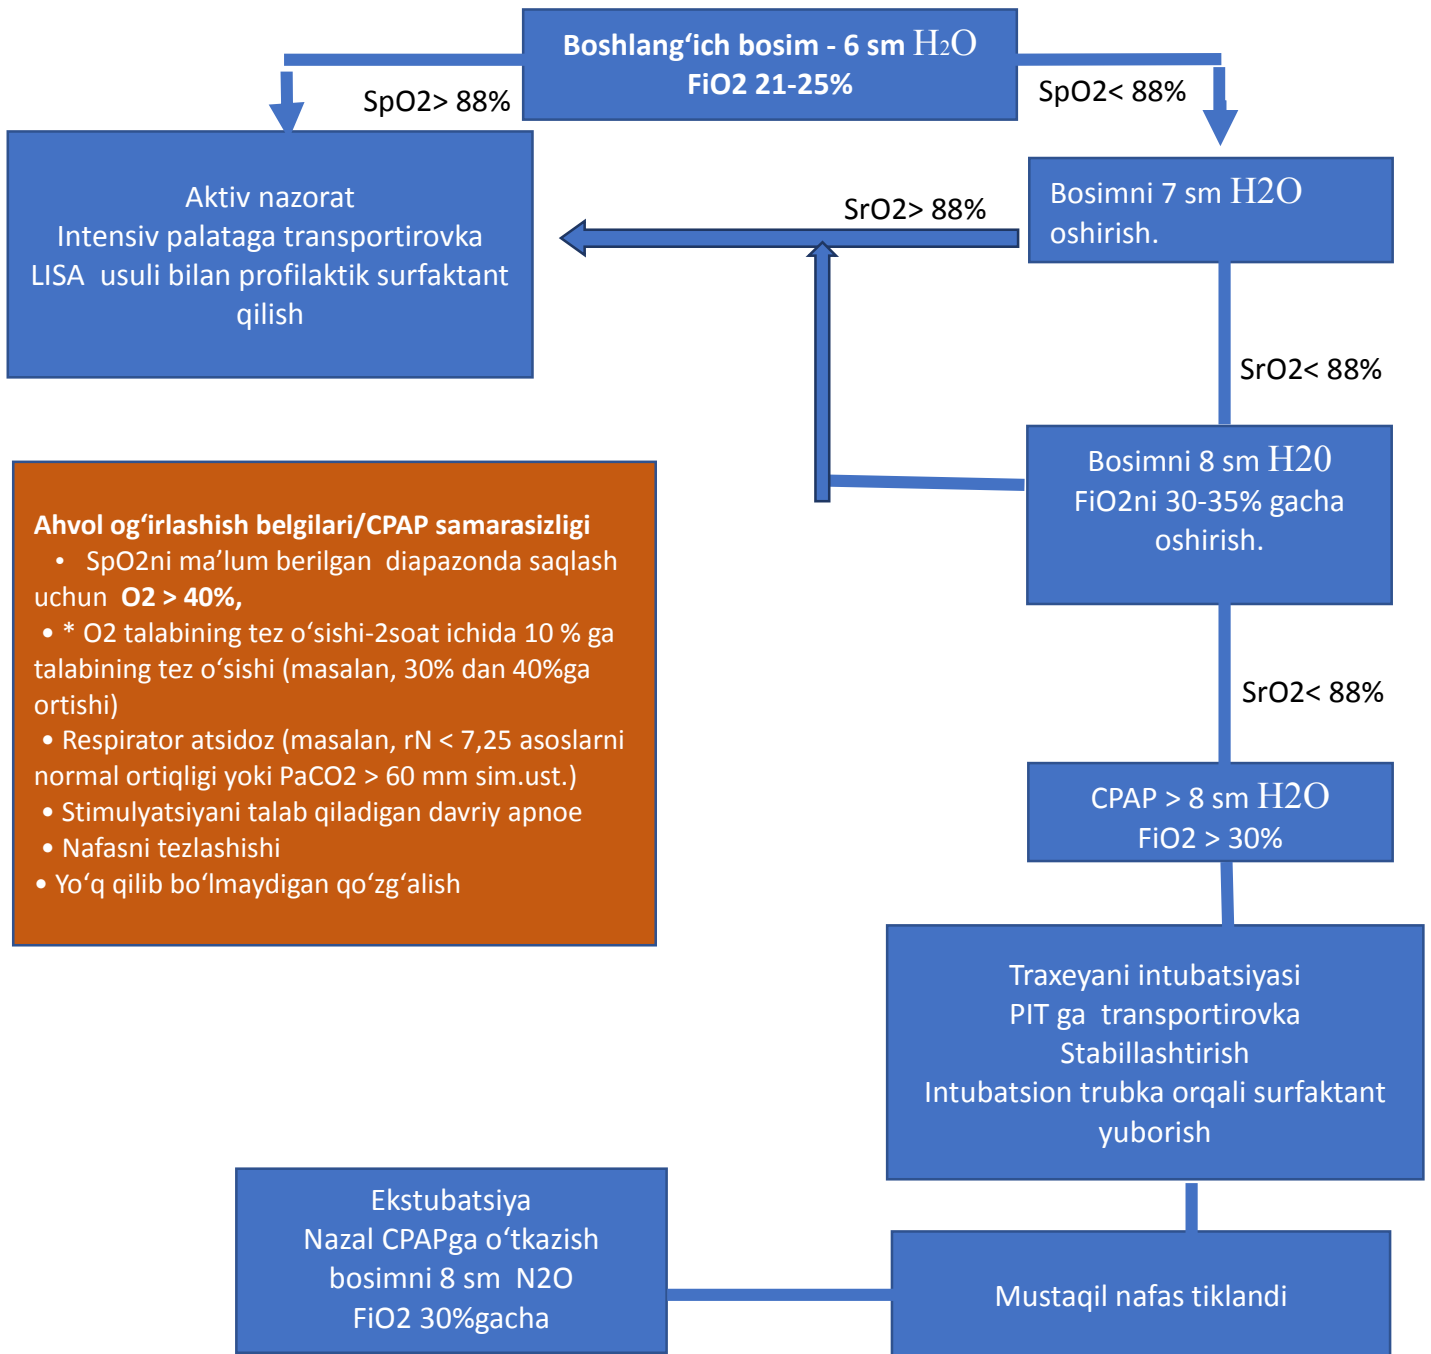 Boshlang‘ich bosim - 6 sm H₂O
FiO2 21-25%
SpO2> 88%
SpO2< 88%
Aktiv nazorat
Intensiv palataga transportirovka
LISA usuli bilan profilaktik surfaktant
qilish
SrO2> 88%
Bosimni 7 sm H2O
oshirish.
SrO2< 88%
Bosimni 8 sm H20
FiO2ni 30-35% gacha
oshirish.
Ahvol og‘irlashish belgilari/CPAP samarasizligi
• SpO2ni ma’lum berilgan diapazonda saqlash
uchun O2 > 40%,
• * O2 talabining tez o‘sishi-2soat ichida 10 % ga
talabining tez o‘sishi (masalan, 30% dan 40%ga
ortishi)
• Respirator atsidoz (masalan, rN < 7,25 asoslarni
normal ortiqligi yoki PaCO2 > 60 mm sim.ust.)
• Stimulyatsiyani talab qiladigan davriy apnoe
• Nafasni tezlashishi
• Yo‘q qilib bo‘lmaydigan qo‘zg‘alish
SrO2< 88%
CPAP > 8 sm H2O
FiO2 > 30%
Traxeyani intubatsiyasi
PIT ga transportirovka
Stabillashtirish
Intubatsion trubka orqali surfaktant
yuborish
Ekstubatsiya
Nazal CPAPga o‘tkazish
bosimni 8 sm N2O
FiO2 30%gacha
Mustaqil nafas tiklandi